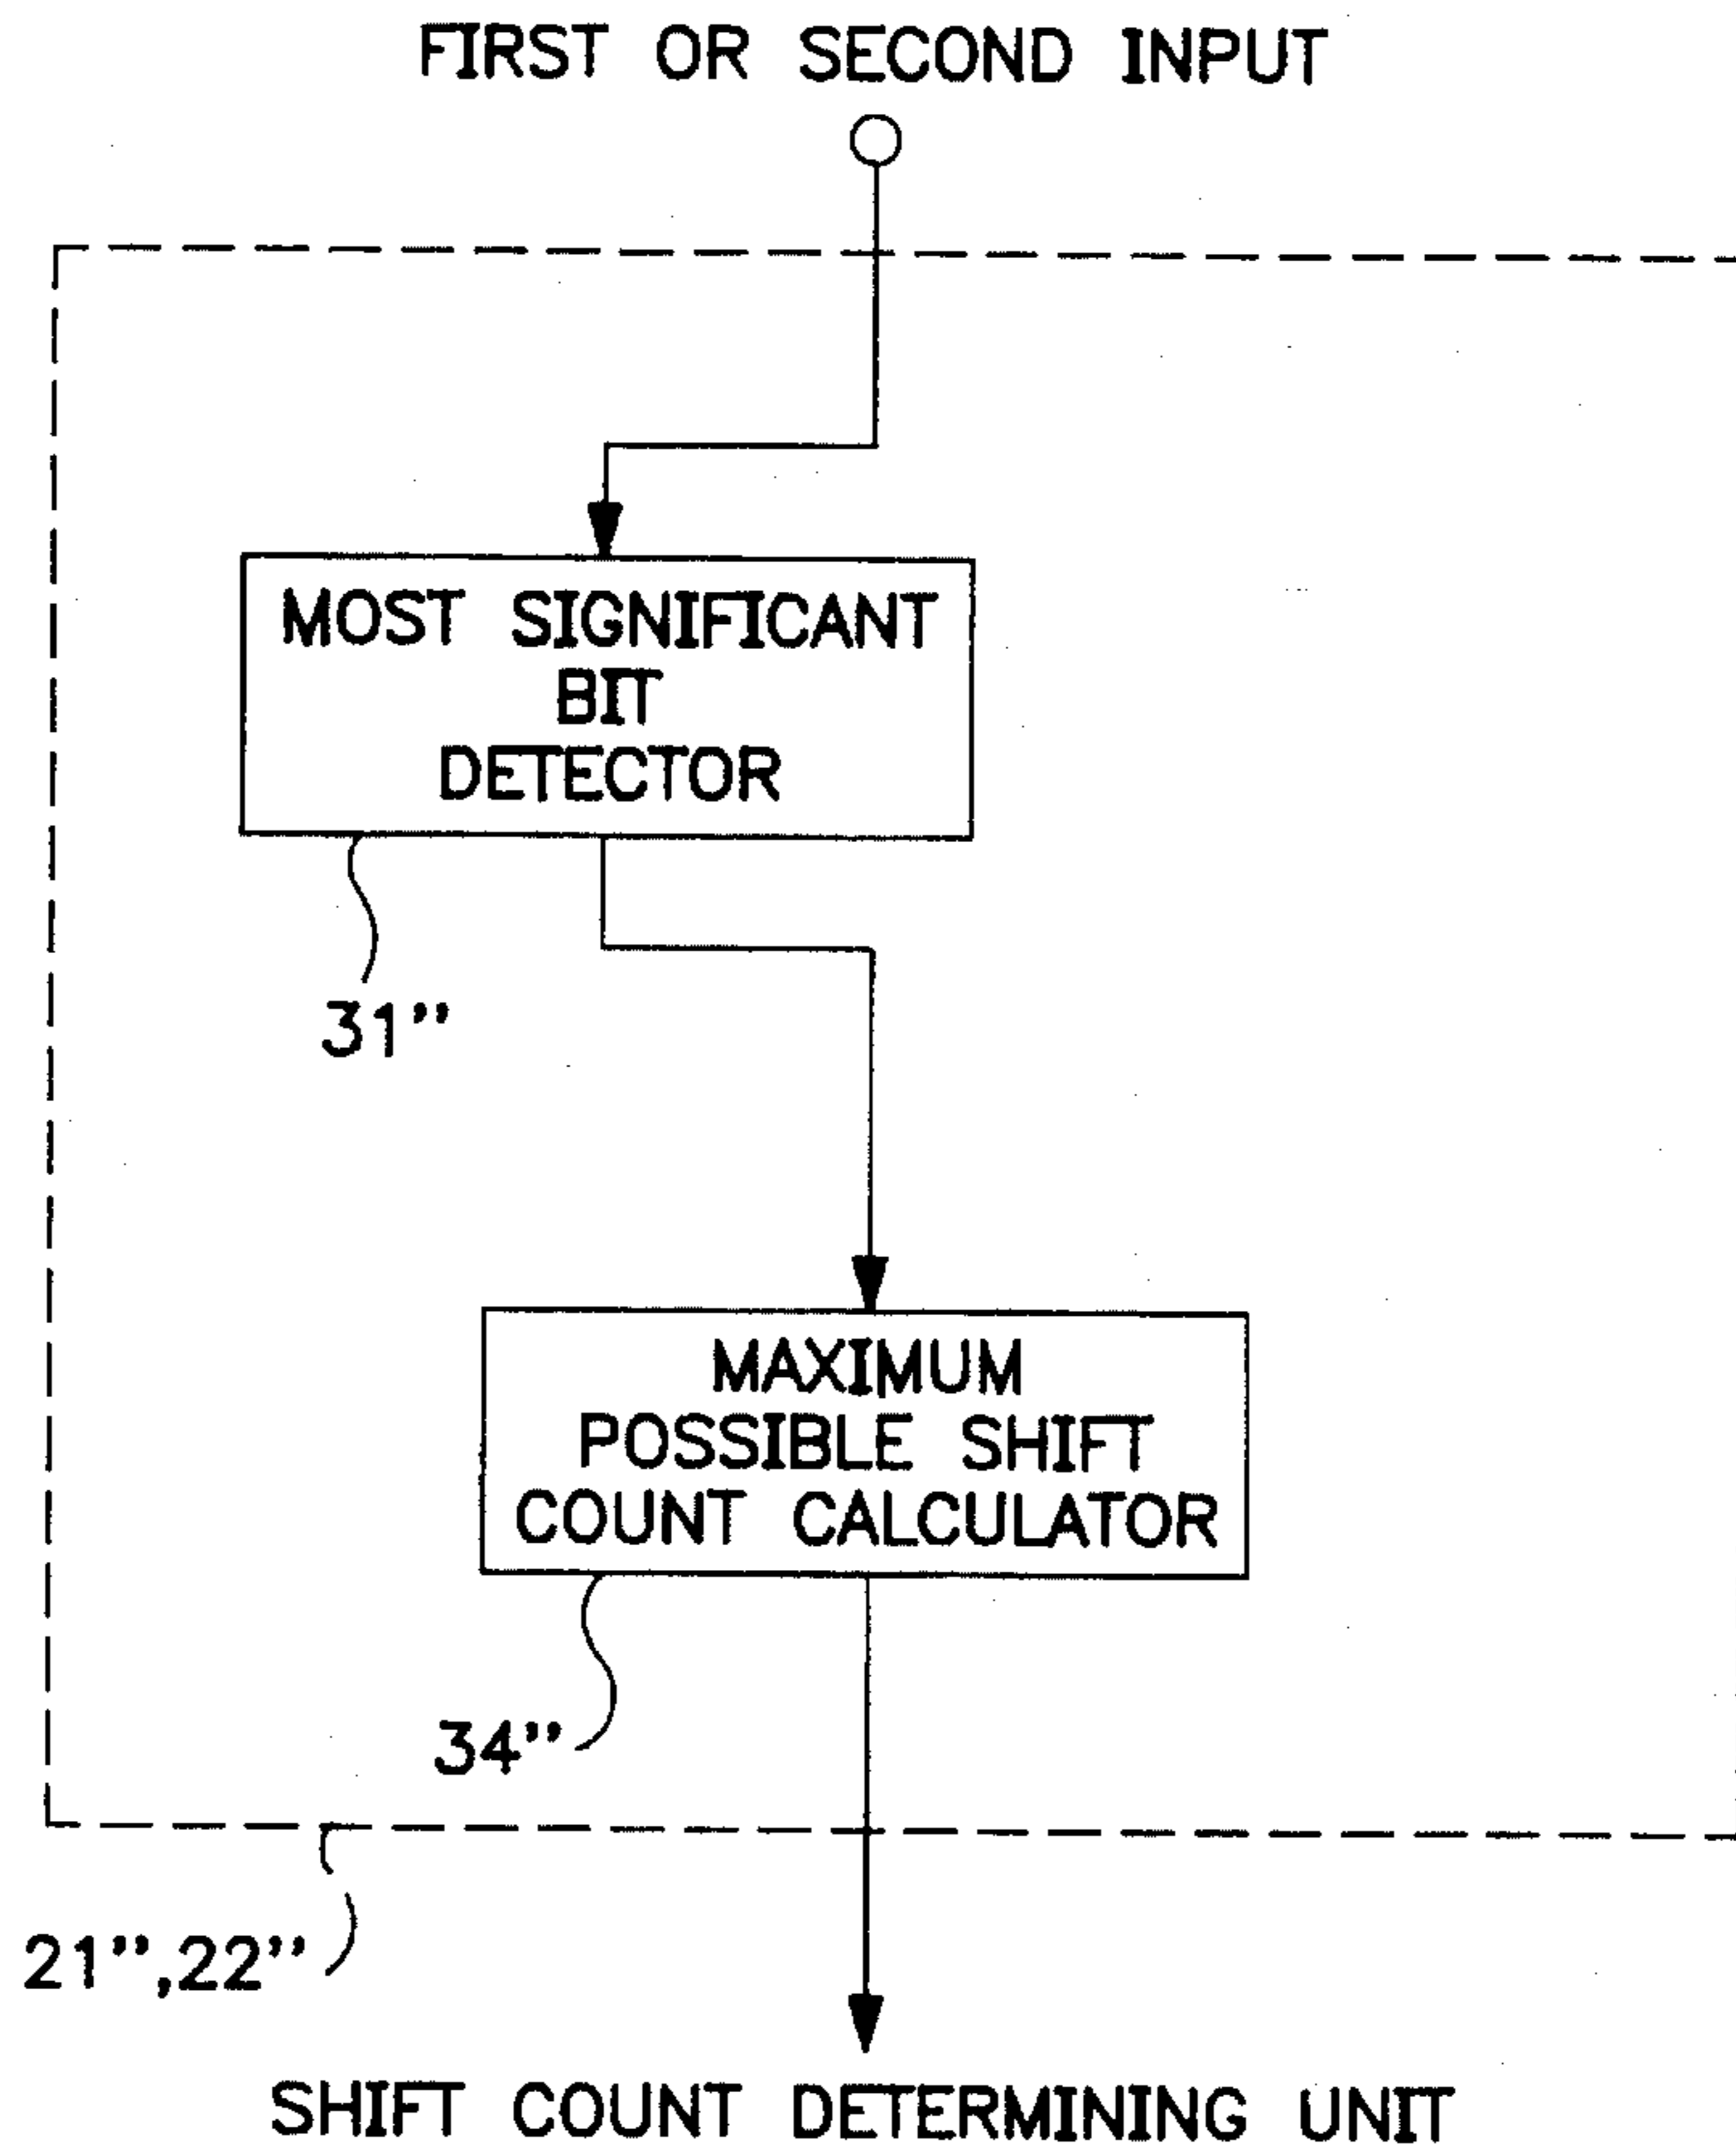 FIRST OR SECOND INPUT
MOST SIGNIFICANT
BIT
DETECTOR
31”
MAXIMUM
POSSIBLE SHIFT
COUNT CALCULATOR
34”
21”,22”
SHIFT COUNT DETERMINING UNIT